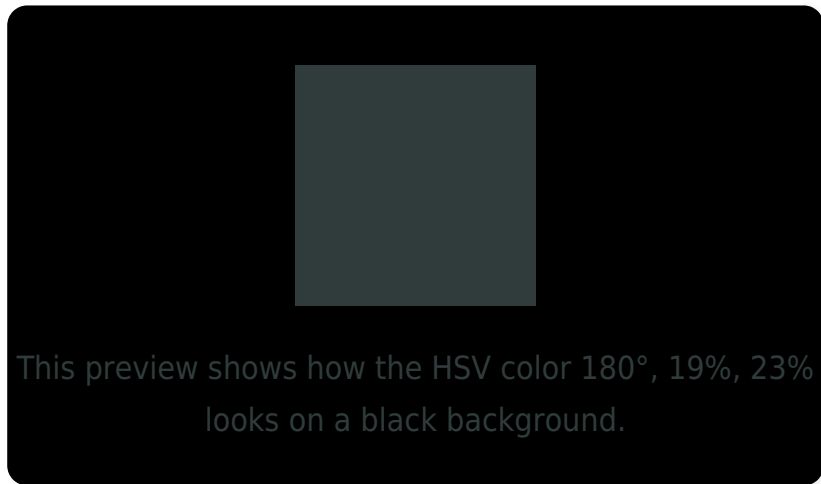 This preview shows how the HSV color 180°, 19%, 23%
looks on a black background.